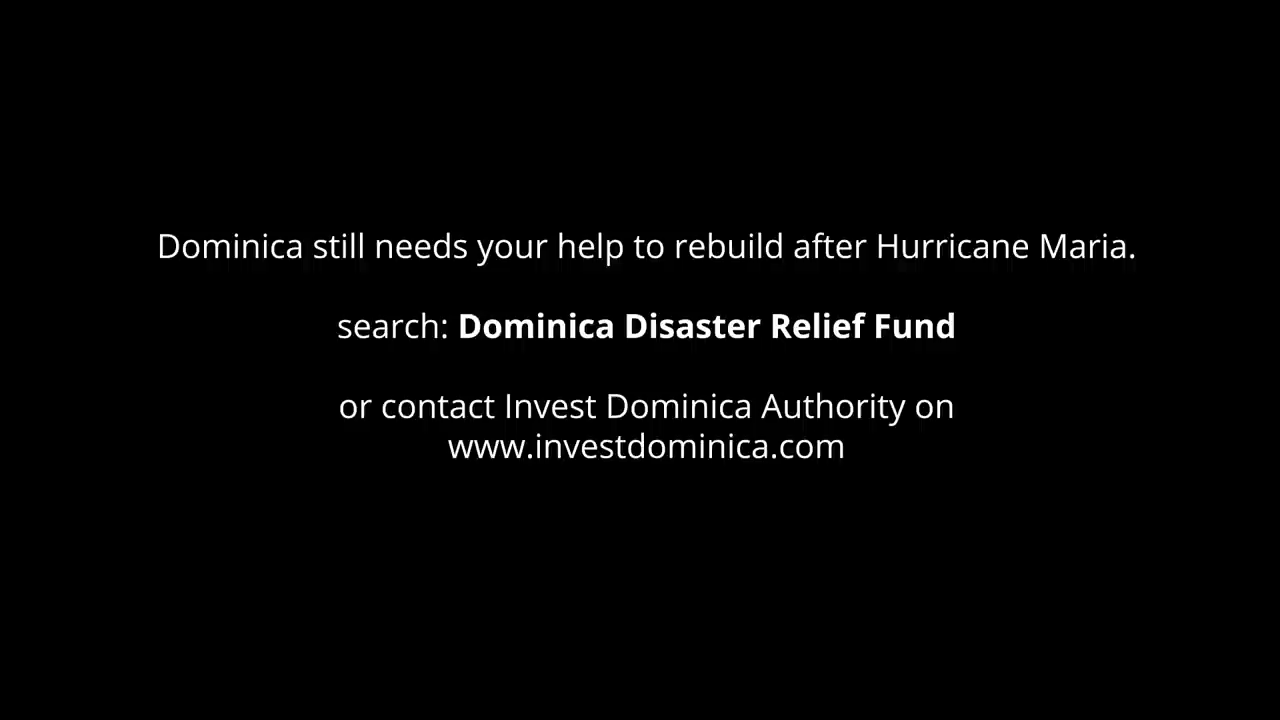 Dominica still needs your help to rebuild after Hurricane Maria.
search: Dominica Disaster Relief Fund
or contact Invest Dominica Authority on
www.investdominica.com